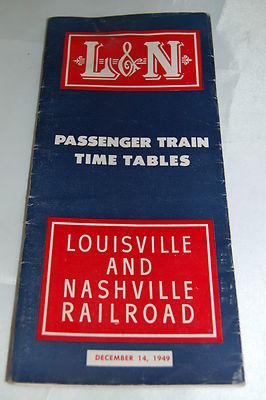 L&N
PASSENGER TRAIN
TIME TABLES
LOUISVILLE
AND
NASHVILLE
RAILROAD
DECEMBER 14, 1949